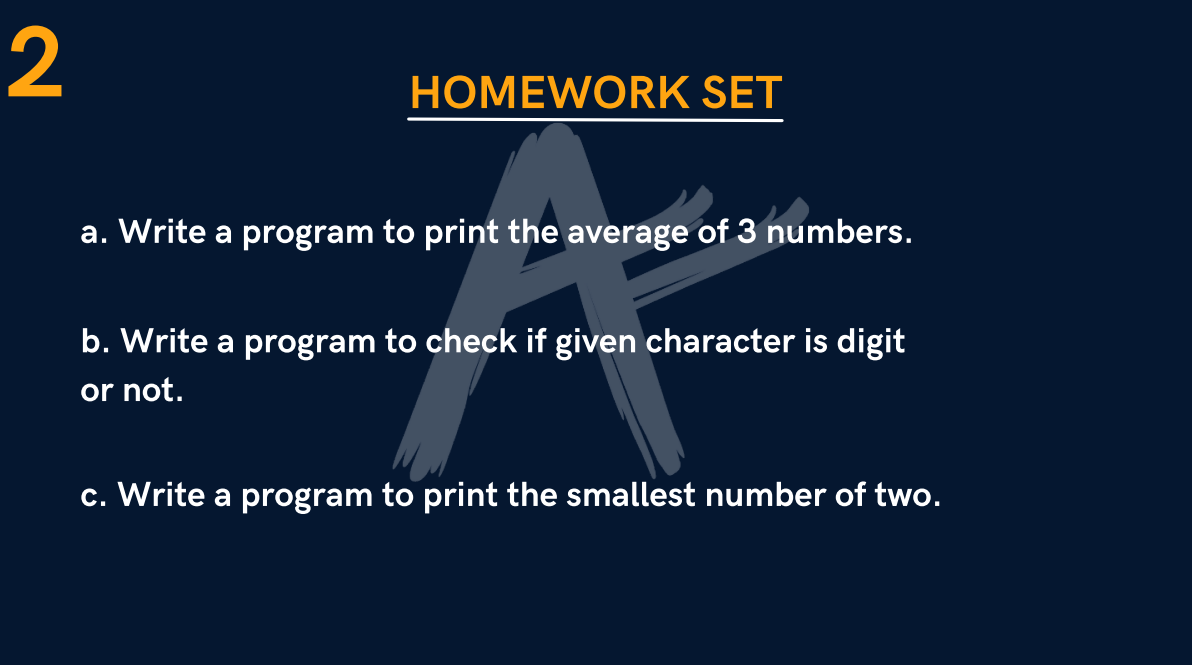 2
HOMEWORK SET
a. Write a program to print the average of 3 numbers.
b. Write a program to check if given character is digit
or not.
c. Write a program to print the smallest number of two.